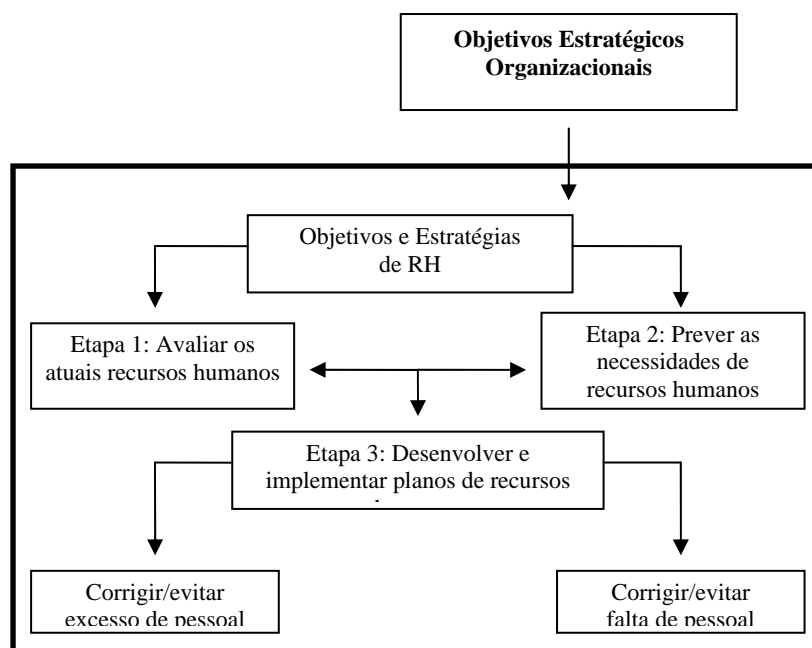 Objetivos Estratégicos
Organizacionais
Objetivos e Estratégias
de RH
Etapa 1: Avaliar os
atuais recursos humanos
Etapa 2: Prever as
necessidades de
recursos humanos
Etapa 3: Desenvolver e
implementar planos de recursos
Corrigir/evitar
excesso de pessoal
Corrigir/evitar
falta de pessoal